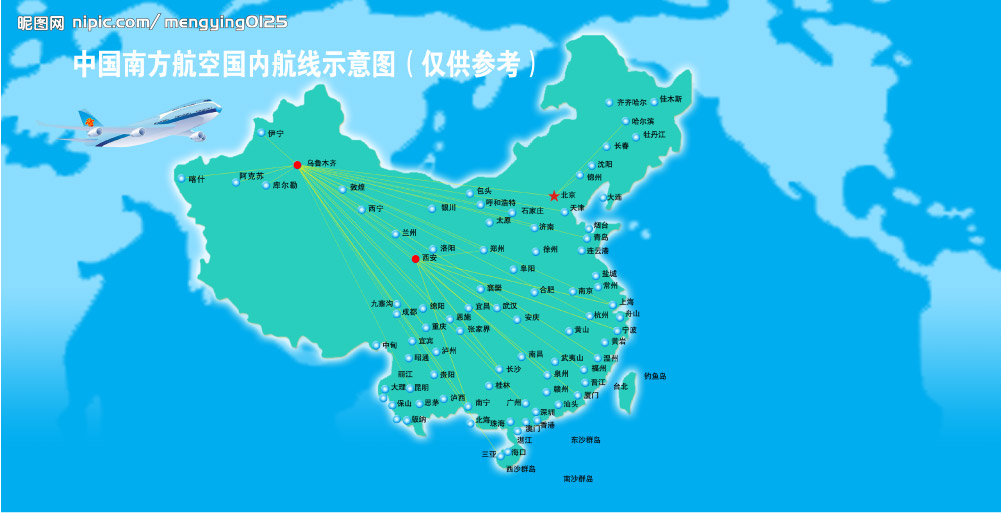 昵图网 nipic.com/mengying0125
中国南方航空国内航线示意图（仅供参考）
齐齐哈尔
佳木斯
哈尔滨
牡丹江
伊宁
长春
乌鲁木齐
沈阳
喀什
阿克苏
锦州
库尔勒
敦煌
包头
北京
大连
呼和浩特
西宁
银川
石家庄
天津
太原
济南
烟台
兰州
青岛
洛阳
郑州
徐州
连云港
西安
阜阳
盐城
襄樊
合肥
南京
常州
九寨沟
成都
绵阳
宜昌
武汉
上海
恩施
安庆
杭州
舟山
重庆
张家界
黄山
宁波
中甸
宜宾
黄岩
昭通
泸州
南昌
武夷山
温州
丽江
贵阳
长沙
泉州
福州
钓鱼岛
大理
昆明
桂林
赣州
晋江
台北
保山
思茅
泸西
南宁
广州
汕头
厦门
版纳
北海
珠海
深圳
澳门
香港
湛江
东沙群岛
三亚
海口
西沙群岛
南沙群岛